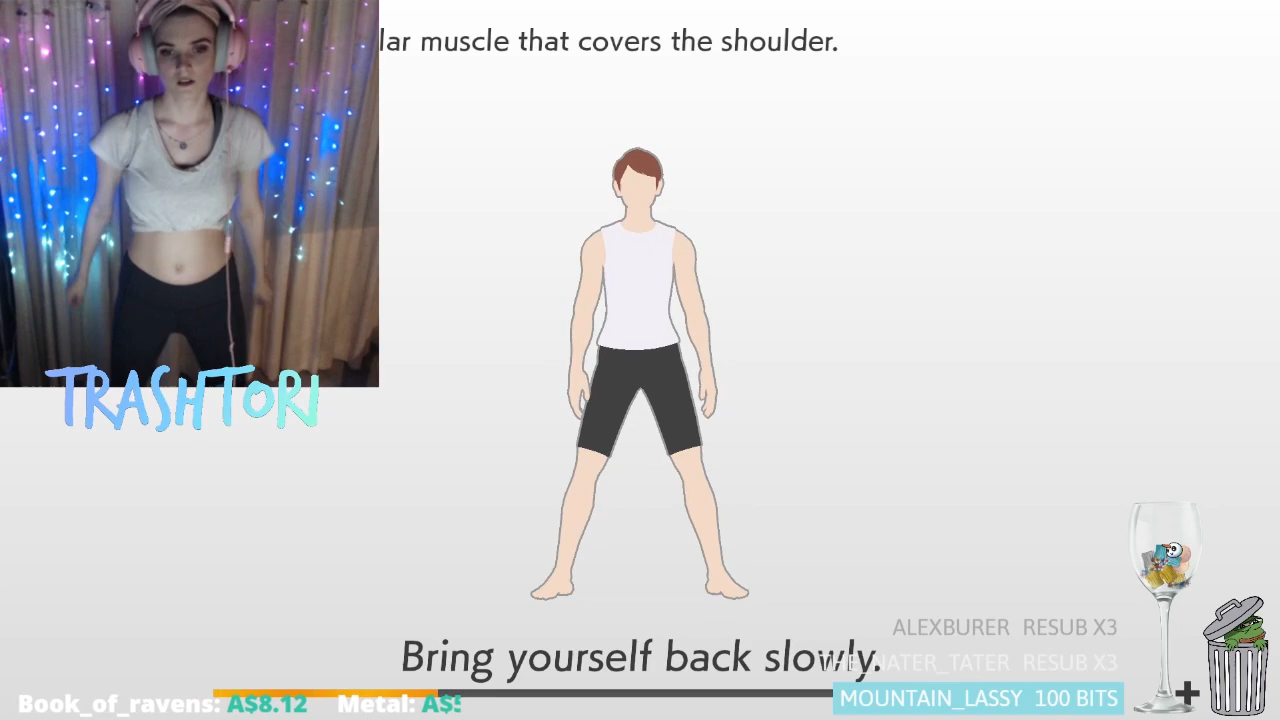 lar muscle that covers the shoulder.
TRASHTORI
Bring yourself back slowly.
ALEXBURER RESUB X3
THE_NATER_TATER RESUB X3
MOUNTAIN_LASSY 100 BITS
Book_of_ravens: A$8.12 Metal: A$